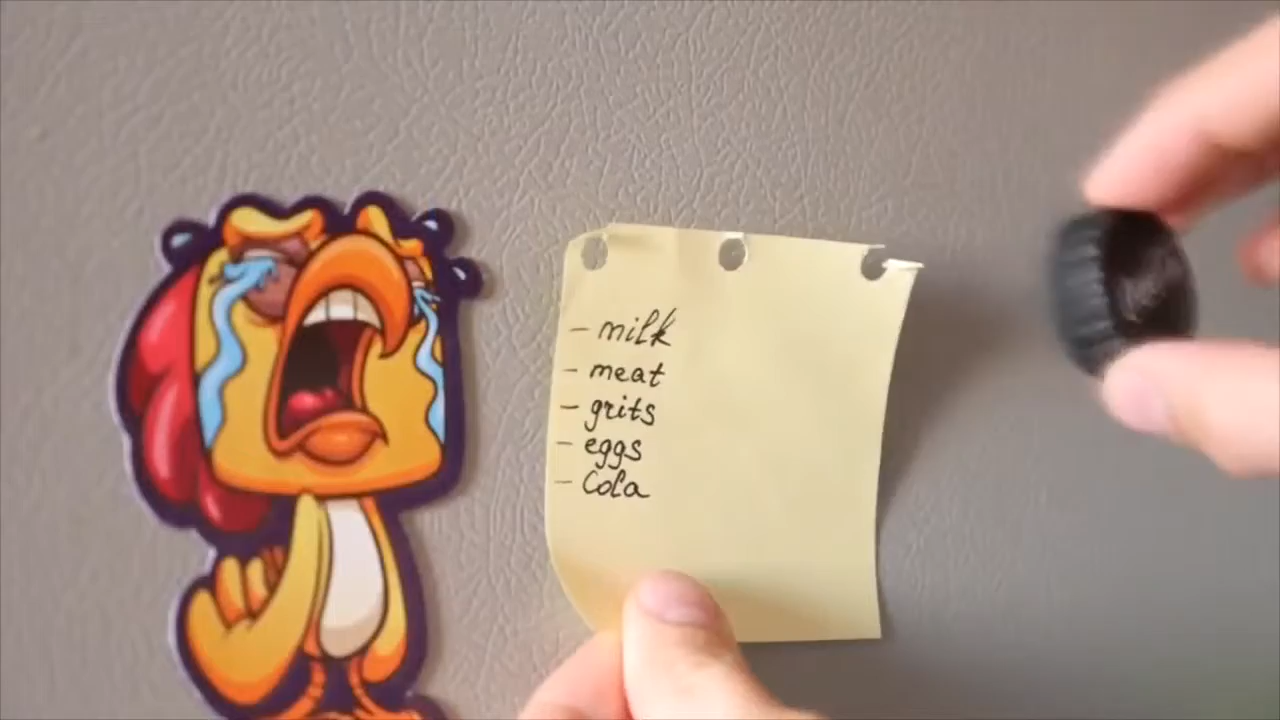 - milk
- meat
- grits
- eggs
- Cola